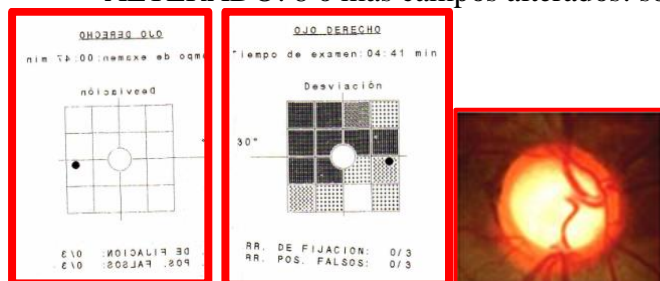 o más campos alterados:
OJO DERECHO
mpo de examen:00:47 min
Desviación
DE FIJACION: 0/3
POS. FALSOS: 0/3
OJO DERECHO
Tiempo de examen:04:41 min
Desviación
30°
RR. DE FIJACION: 0/3
RR. POS. FALSOS: 0/3